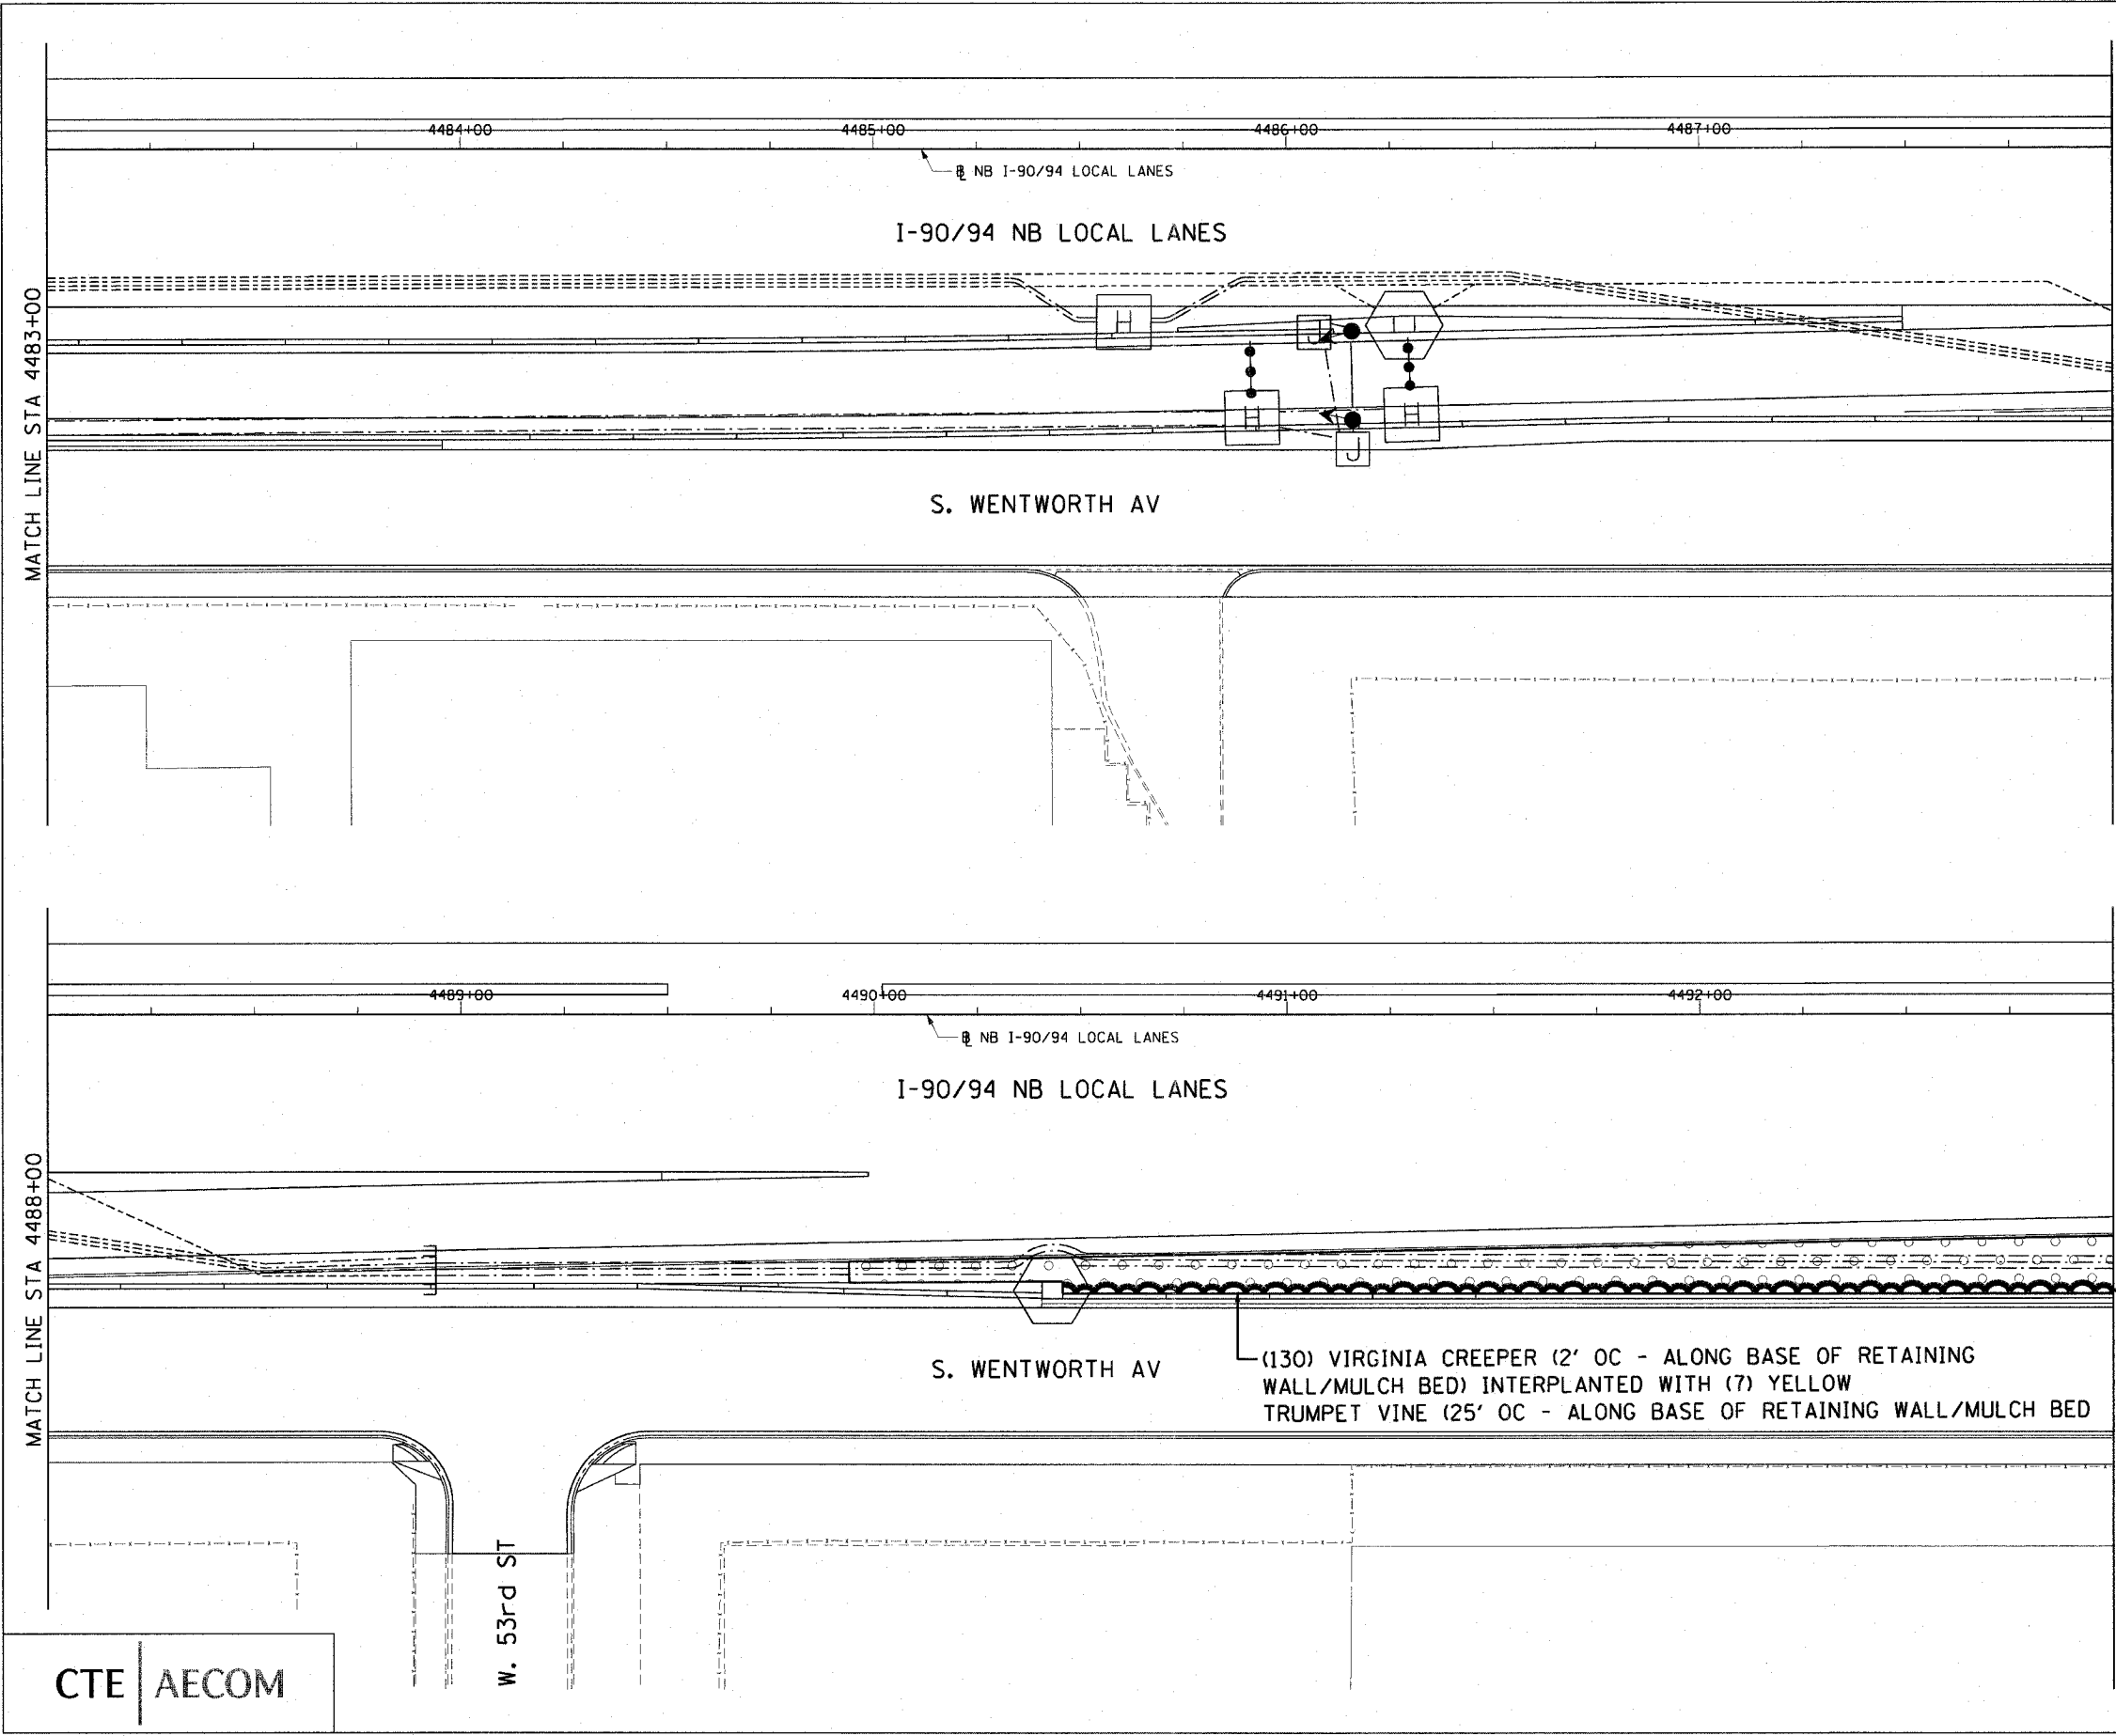 4484+00 4485+00 4486+00 4487+00
℄ NB I-90/94 LOCAL LANES
I-90/94 NB LOCAL LANES
MATCH LINE STA 4483+00
H J H
H H
J
S. WENTWORTH AV
4489+00 4490+00 4491+00 4492+00
℄ NB I-90/94 LOCAL LANES
I-90/94 NB LOCAL LANES
MATCH LINE STA 4488+00
S. WENTWORTH AV
(130) VIRGINIA CREEPER (2' OC - ALONG BASE OF RETAINING
WALL/MULCH BED) INTERPLANTED WITH (7) YELLOW
TRUMPET VINE (25' OC - ALONG BASE OF RETAINING WALL/MULCH BED
W. 53rd ST
CTE | AECOM